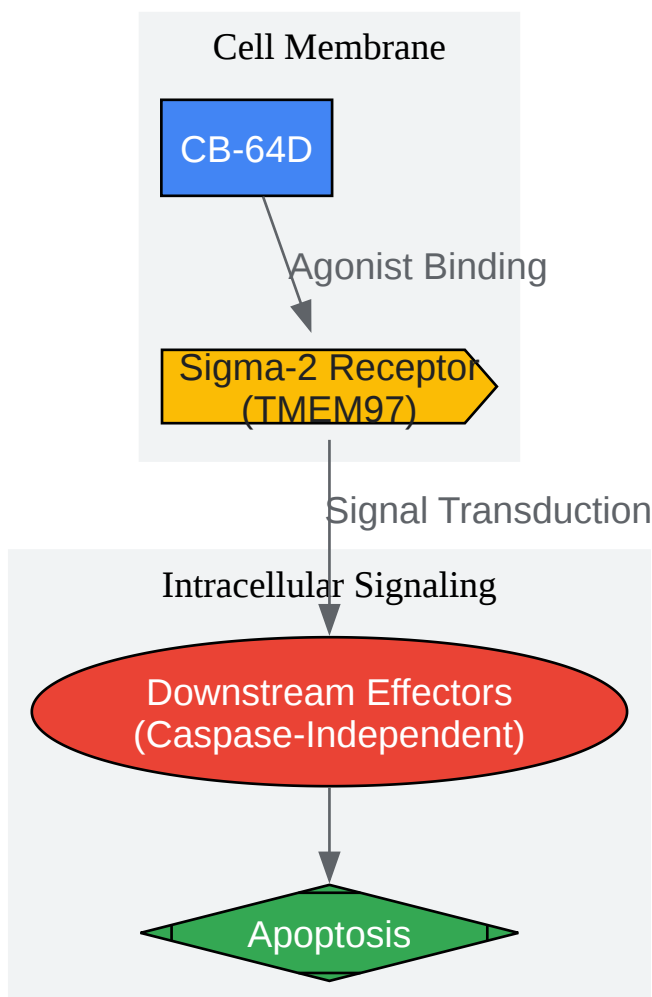 Cell Membrane
CB-64D
Agonist Binding
Sigma-2 Receptor
(TMEM97)
Signal Transduction
Intracellular Signaling
Downstream Effectors
(Caspase-Independent)
Apoptosis